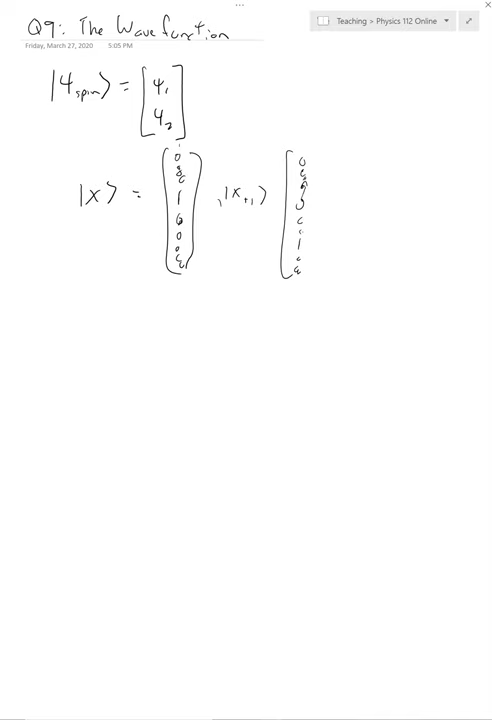 Teaching > Physics 112 Online
Q9: The Wavefunction
Friday, March 27, 2020 5:05 PM
|ψspin⟩ = [ψ₁
ψ₂]
|x⟩ = , |x₊₁⟩